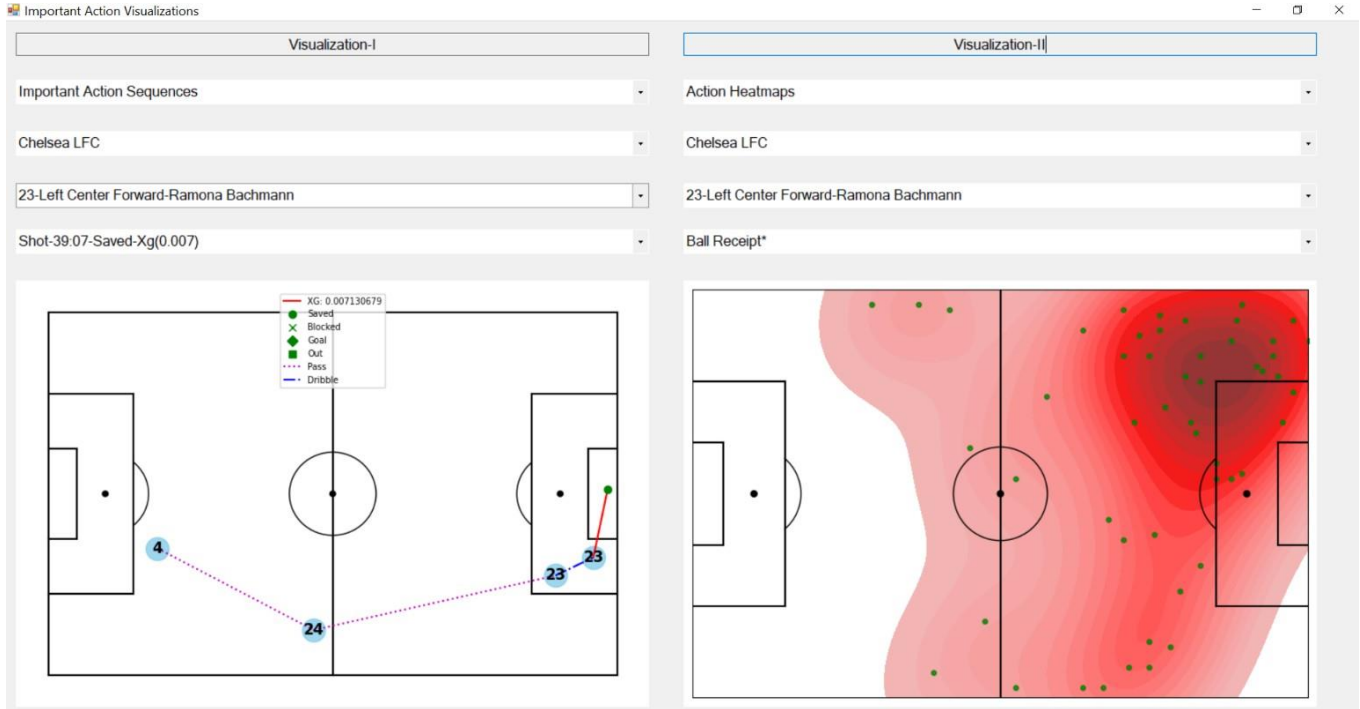 Important Action Visualizations
Visualization-I
Important Action Sequences
Chelsea LFC
23-Left Center Forward-Ramona Bachmann
Shot-39:07-Saved-Xg(0.007)
XG: 0.007130679
Saved
Blocked
Goal
Out
Pass
Dribble
4
24
23
23
Visualization-II
Action Heatmaps
Chelsea LFC
23-Left Center Forward-Ramona Bachmann
Ball Receipt*